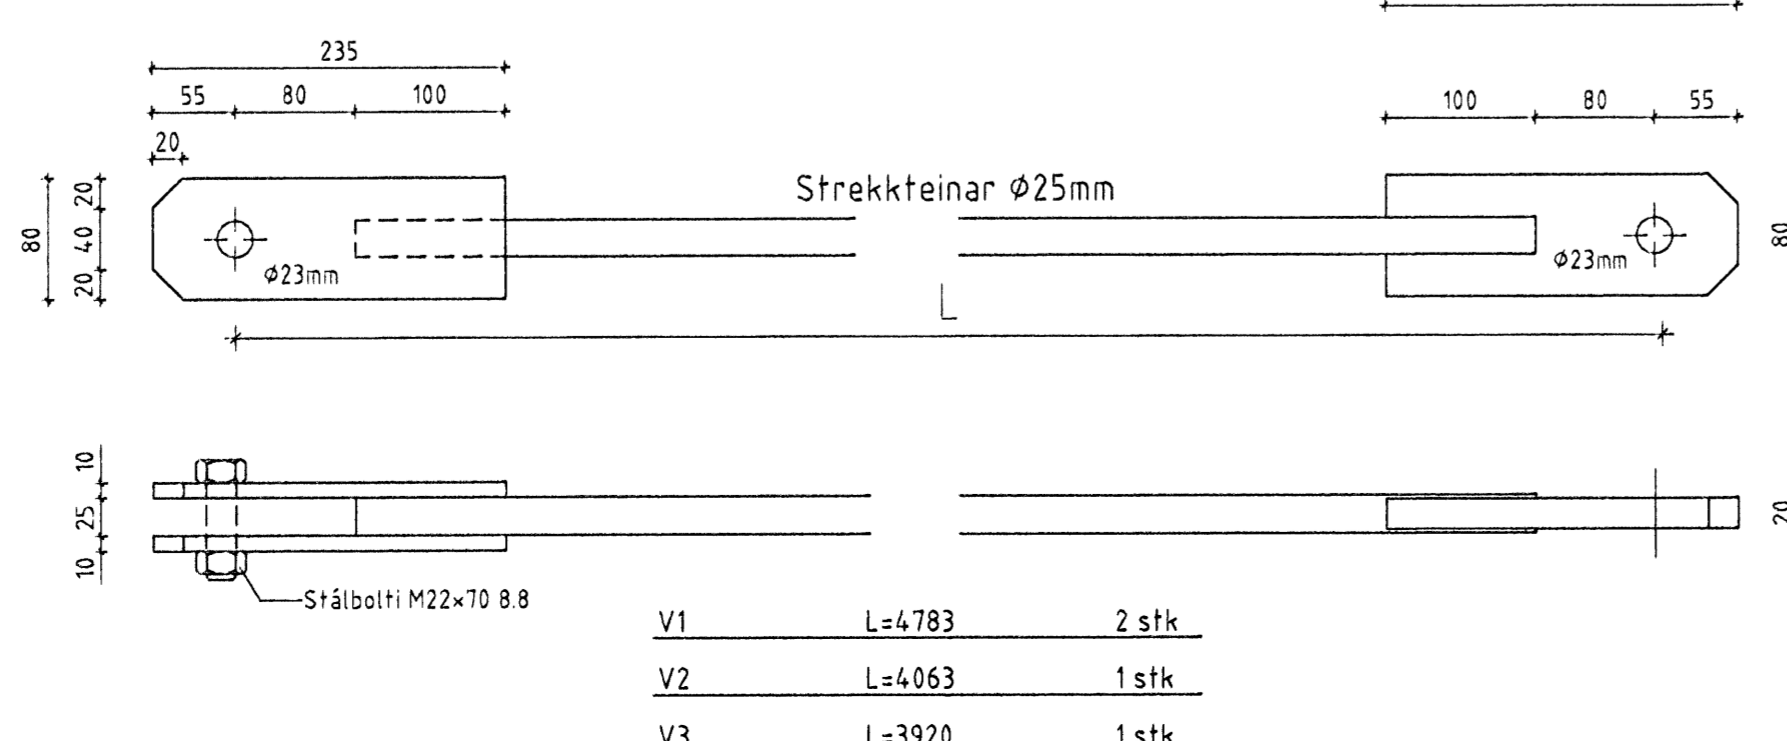 235
55 80 100
100 80 55
20
Strekkteinar Ø25mm
80
20
40
20
Ø23mm
Ø23mm
80
L
10
25
10
20
Stálbolti M22×70 8.8
V1 L=4783 2 stk
V2 L=4063 1 stk
V3 L=3920 1 stk